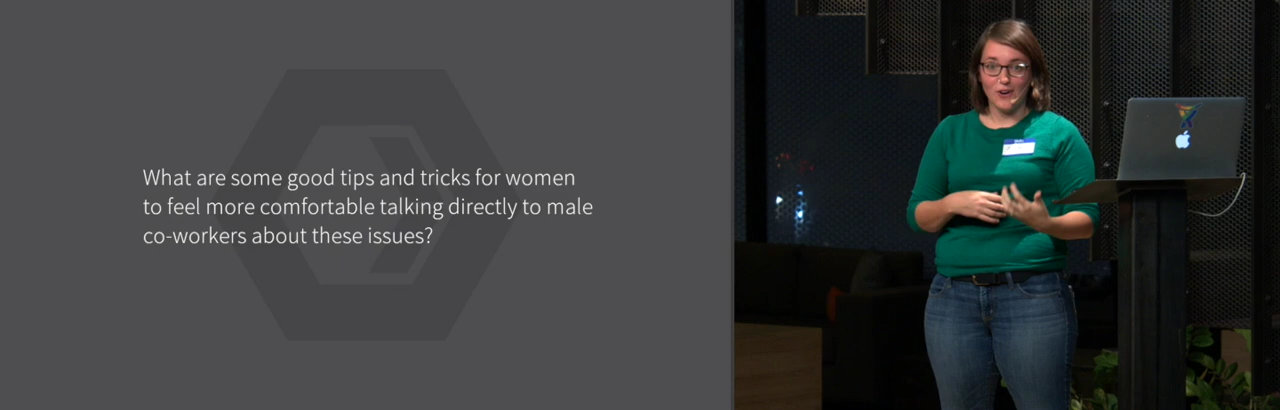 What are some good tips and tricks for women
to feel more comfortable talking directly to male
co-workers about these issues?